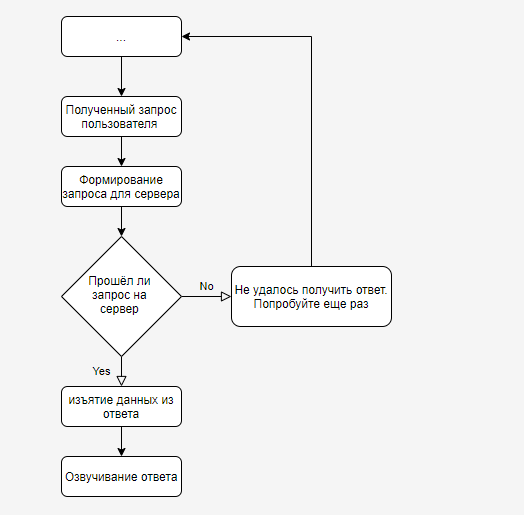 ...
Полученный запрос
пользователя
Формирование
запроса для сервера
Прошёл ли
запрос на
сервер
No
Не удалось получить ответ.
Попробуйте еще раз
Yes
изъятие данных из
ответа
Озвучивание ответа